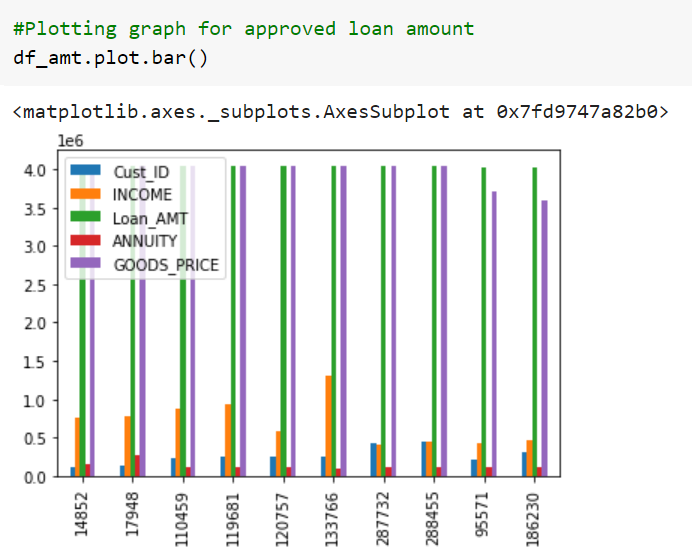 #Plotting graph for approved loan amount
df_amt.plot.bar()
<matplotlib.axes._subplots.AxesSubplot at 0x7fd9747a82b0>
1e6
4.0
3.5
3.0
2.5
2.0
1.5
1.0
0.5
0.0
Cust_ID
INCOME
Loan_AMT
ANNUITY
GOODS_PRICE
14852
17948
110459
119681
120757
133766
287732
288455
95571
186230